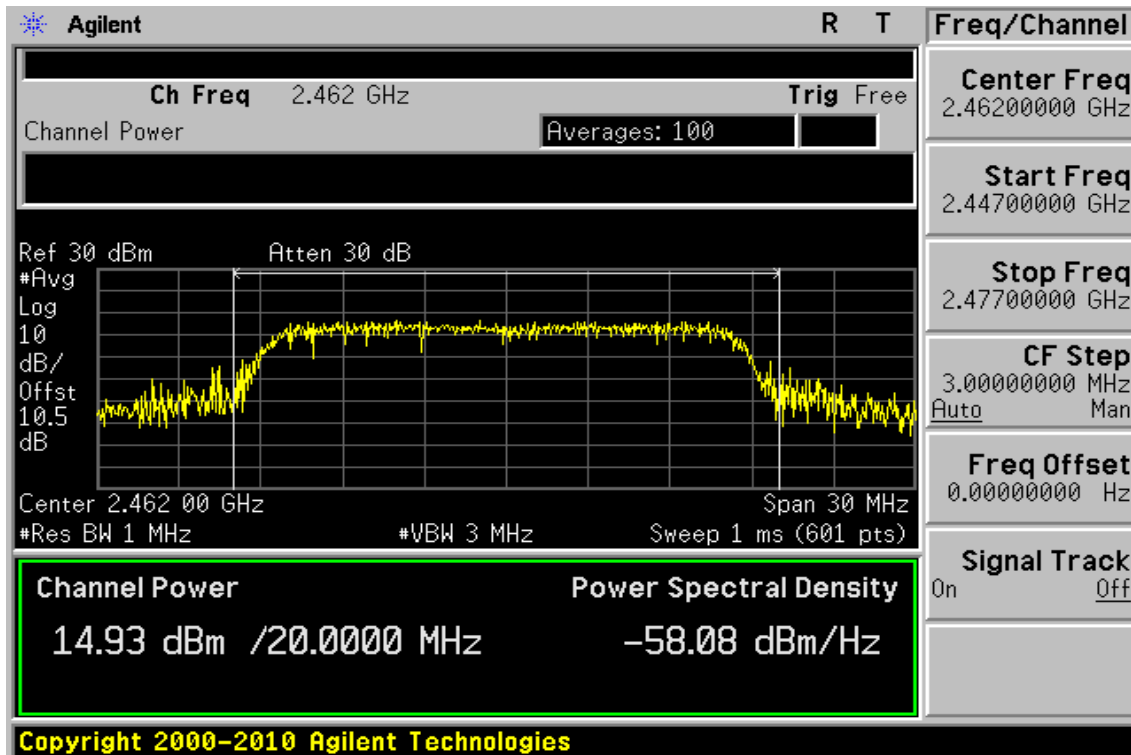 Agilent R T Freq/Channel
Ch Freq 2.462 GHz Trig Free
Channel Power Averages: 100
Ref 30 dBm Atten 30 dB
#Avg
Log
10
dB/
Offst
10.5
dB
Center 2.462 00 GHz Span 30 MHz
#Res BW 1 MHz #VBW 3 MHz Sweep 1 ms (601 pts)
Channel Power Power Spectral Density
14.93 dBm /20.0000 MHz -58.08 dBm/Hz
Center Freq
2.46200000 GHz
Start Freq
2.44700000 GHz
Stop Freq
2.47700000 GHz
CF Step
3.00000000 MHz
Auto Man
Freq Offset
0.00000000 Hz
Signal Track
On Off
Copyright 2000-2010 Agilent Technologies